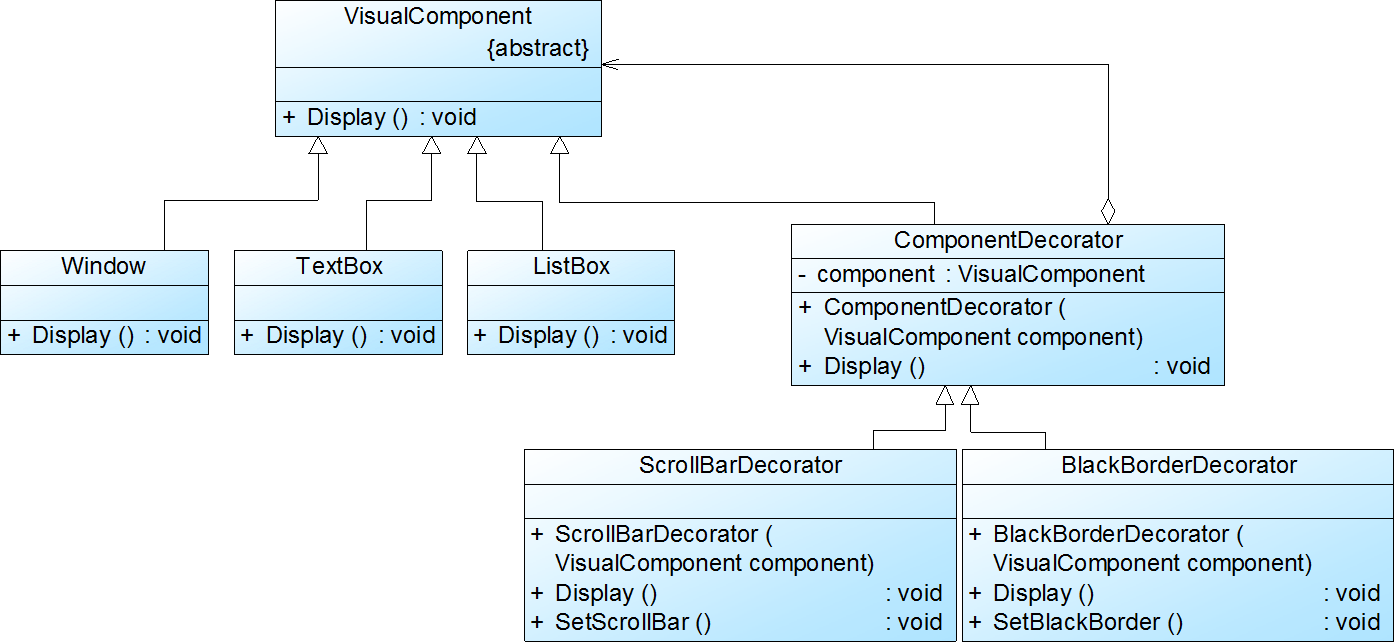 VisualComponent
{abstract}
+ Display () : void
Window
+ Display () : void
TextBox
+ Display () : void
ListBox
+ Display () : void
ComponentDecorator
- component : VisualComponent
+ ComponentDecorator (
VisualComponent component)
+ Display () : void
ScrollBarDecorator
+ ScrollBarDecorator (
VisualComponent component)
+ Display () : void
+ SetScrollBar () : void
BlackBorderDecorator
+ BlackBorderDecorator (
VisualComponent component)
+ Display () : void
+ SetBlackBorder () : void